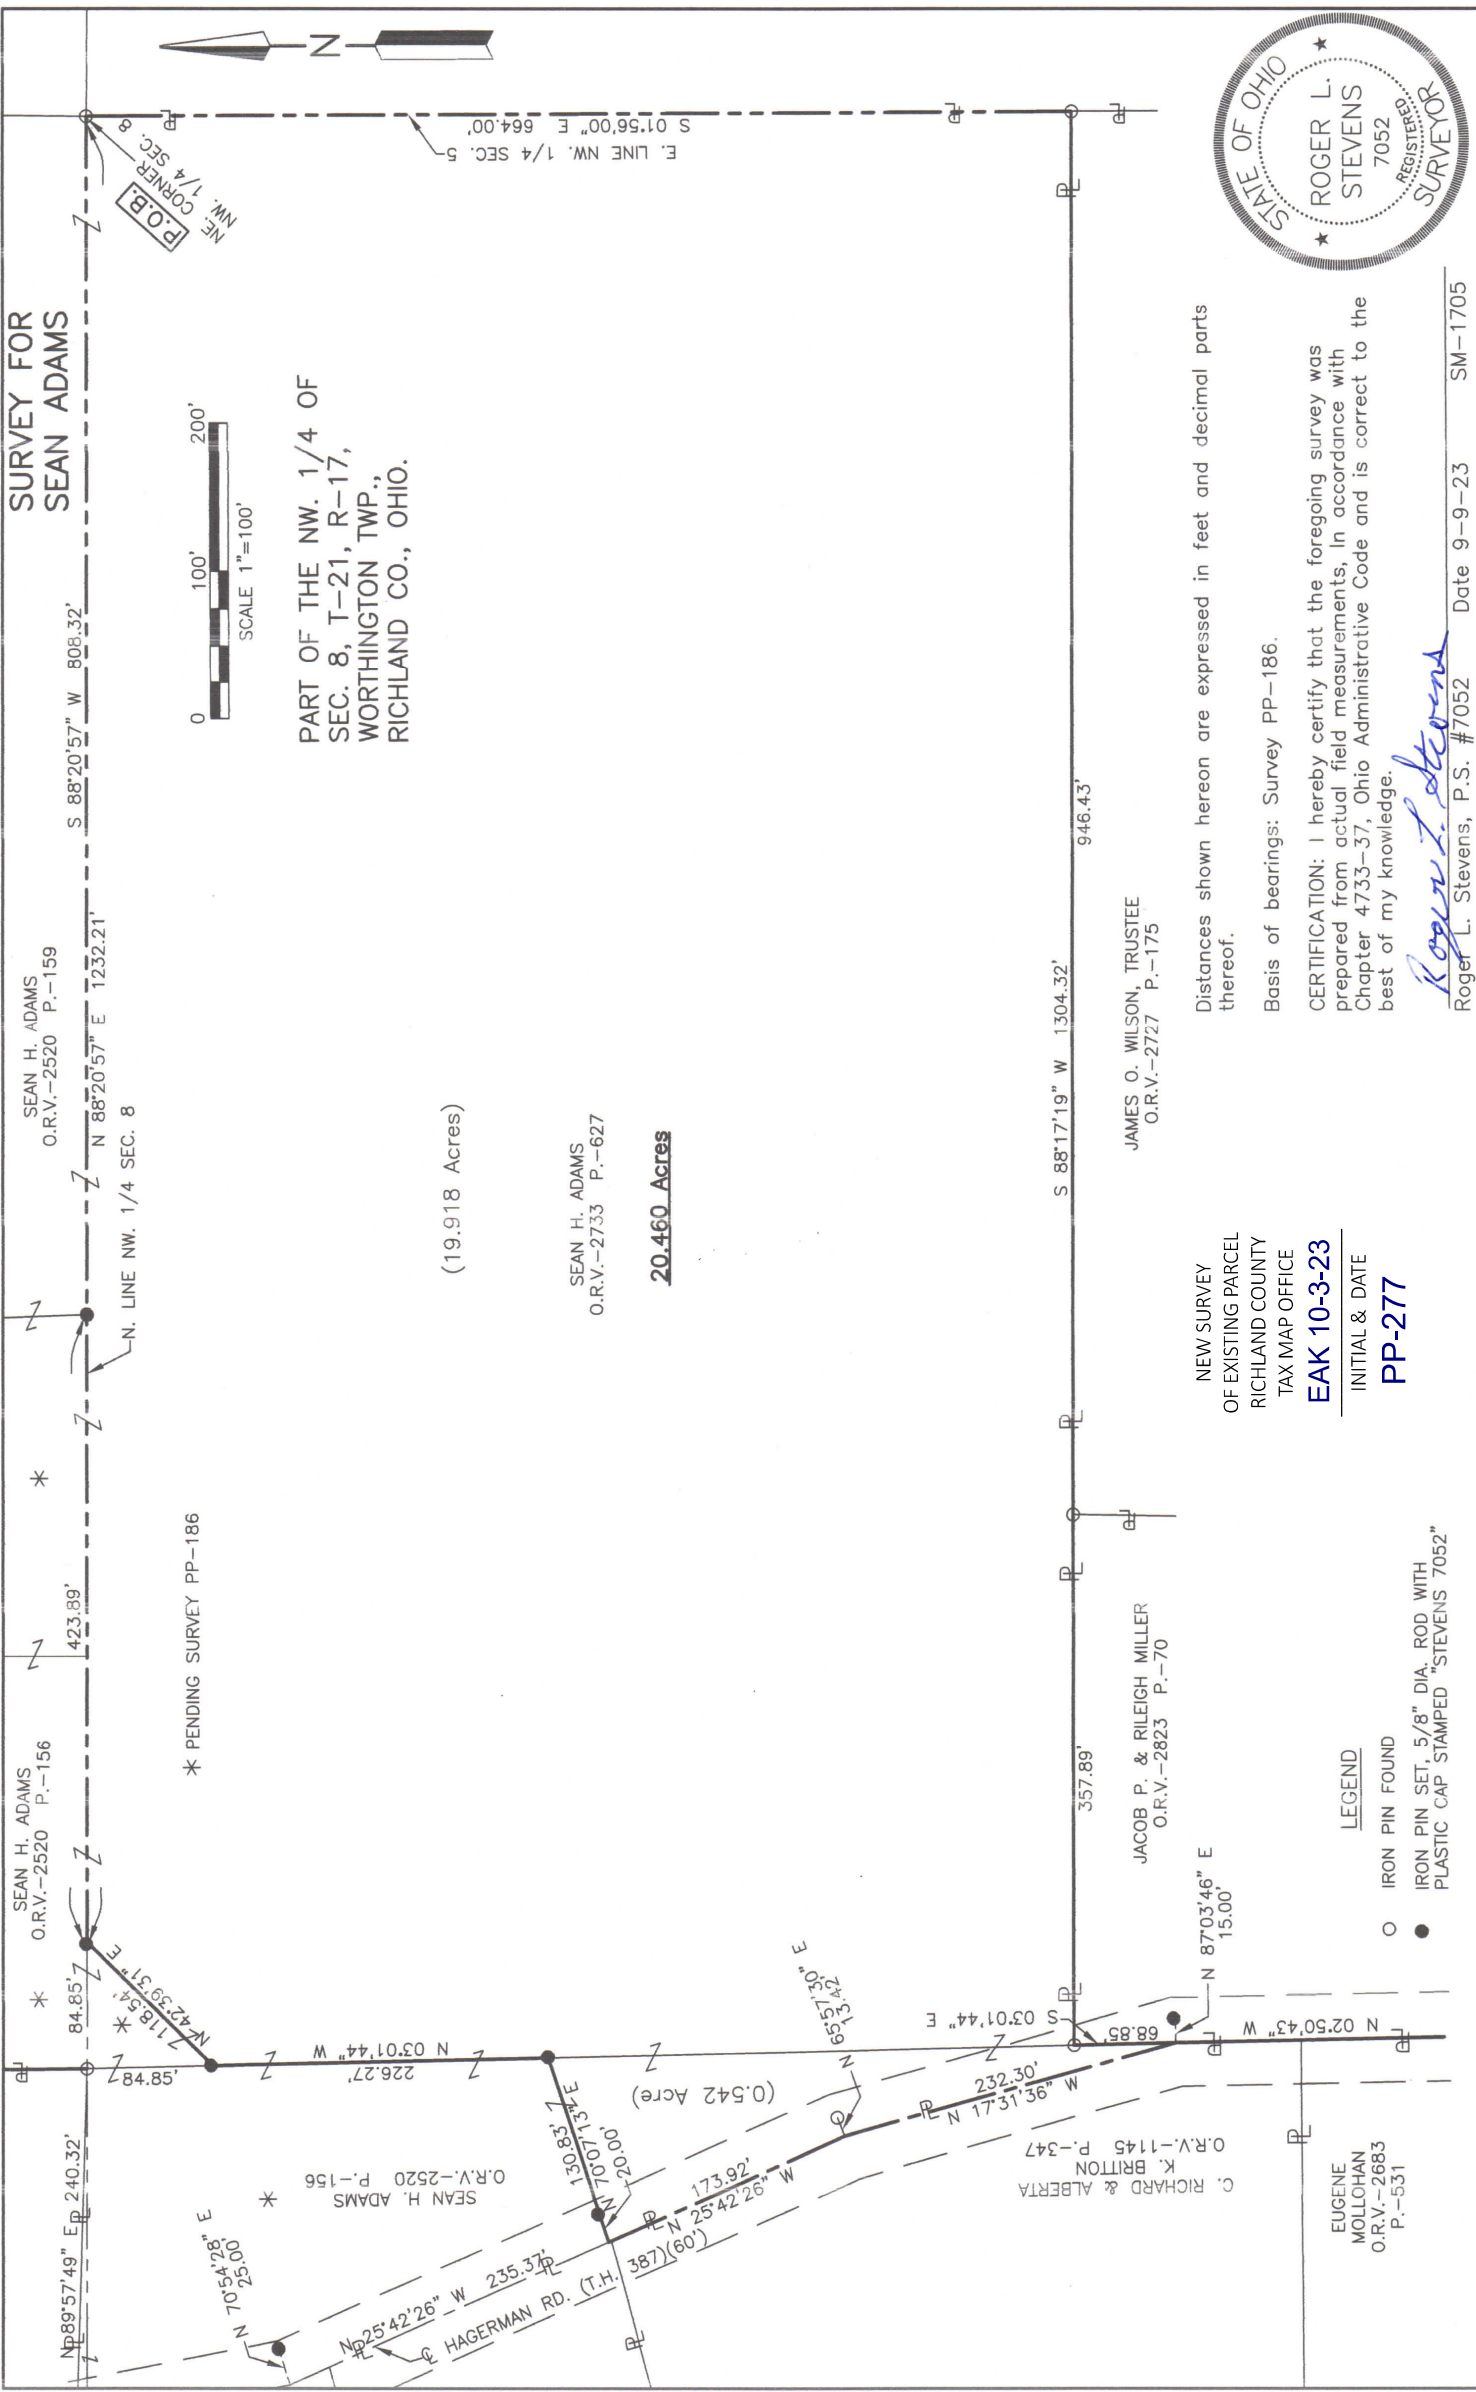 SURVEY FOR
SEAN ADAMS
SEAN H. ADAMS
O.R.V.-2520 P.-156
SEAN H. ADAMS
O.R.V.-2520 P.-159
N 89°57'49" E 240.32'
84.85'
423.89'
N 88°20'57" E 1232.21'
S 88°20'57" W 808.32'
N. LINE NW. 1/4 SEC. 8
P.O.B.
NE. CORNER
NW. 1/4 SEC. 8
N
0 100' 200'
SCALE 1"=100'
PART OF THE NW. 1/4 OF
SEC. 8, T-21, R-17,
WORTHINGTON TWP.,
RICHLAND CO., OHIO.
* PENDING SURVEY PP-186
84.85'
N 42°39'31" E
118.54'
N 03°01'44" W
226.27'
N 70°54'28" E
25.00'
SEAN H. ADAMS
O.R.V.-2520 P.-156
N 25°42'26" W 235.37'
℄ HAGERMAN RD. (T.H. 387)(60')
130.83'
N 70°07'13" E
20.00'
(0.542 Acre)
173.92'
N 25°42'26" W
N 65°57'30" E
13.42'
(19.918 Acres)
SEAN H. ADAMS
O.R.V.-2733 P.-627
20.460 Acres
S 01°56'00" E 664.00'
E. LINE NW. 1/4 SEC. 5
232.30'
N 17°31'36" W
S 03°01'44" E
68.85'
N 87°03'46" E
15.00'
N 02°50'43" W
C. RICHARD & ALBERTA
K. BRITTON
O.R.V.-1145 P.-347
EUGENE
MOLLOHAN
O.R.V.-2683
P.-531
S 88°17'19" W 1304.32'
357.89'
946.43'
JACOB P. & RILEIGH MILLER
O.R.V.-2823 P.-70
JAMES O. WILSON, TRUSTEE
O.R.V.-2727 P.-175
LEGEND
○ IRON PIN FOUND
● IRON PIN SET, 5/8" DIA. ROD WITH
PLASTIC CAP STAMPED "STEVENS 7052"
NEW SURVEY
OF EXISTING PARCEL
RICHLAND COUNTY
TAX MAP OFFICE
EAK 10-3-23
INITIAL & DATE
PP-277
Distances shown hereon are expressed in feet and decimal parts
thereof.
Basis of bearings: Survey PP-186.
CERTIFICATION: I hereby certify that the foregoing survey was
prepared from actual field measurements, In accordance with
Chapter 4733-37, Ohio Administrative Code and is correct to the
best of my knowledge.
Roger L. Stevens
Roger L. Stevens, P.S. #7052 Date 9-9-23 SM-1705
STATE OF OHIO
ROGER L.
STEVENS
7052
REGISTERED
SURVEYOR